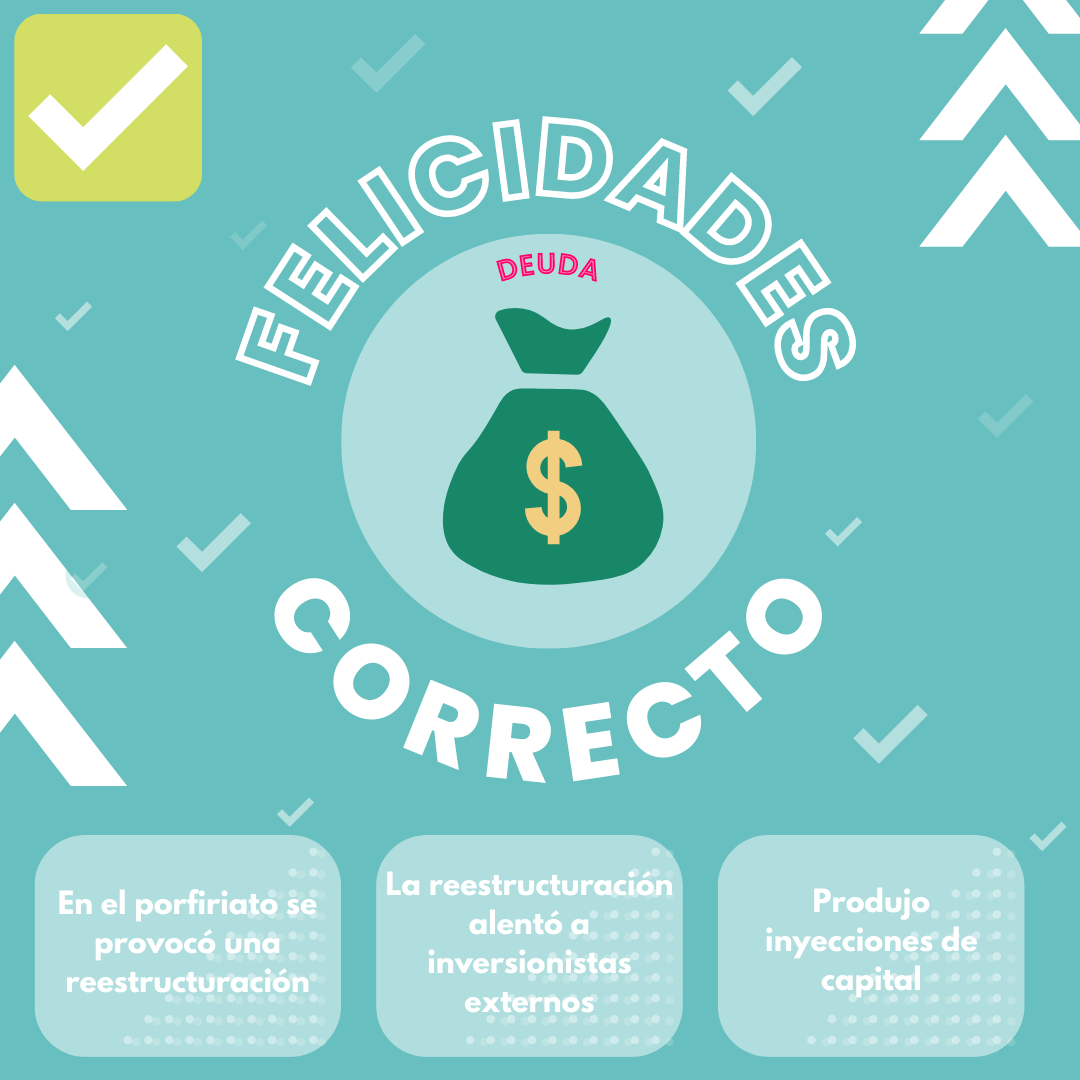 FELICIDADES
DEUDA
$
CORRECTO
En el porfiriato se
provocó una
reestructuración
La reestructuración
alentó a
inversionistas
externos
Produjo
inyecciones de
capital